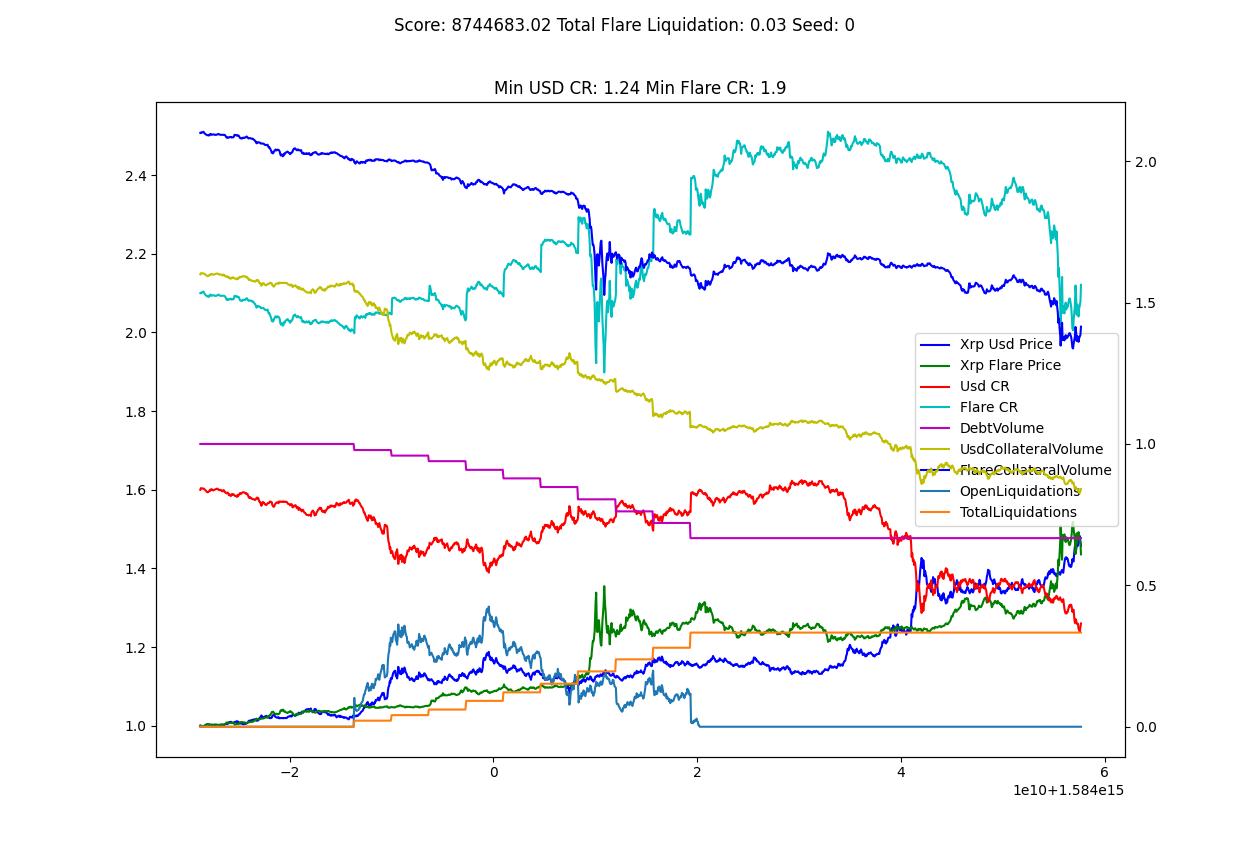 Score: 8744683.02 Total Flare Liquidation: 0.03 Seed: 0
Min USD CR: 1.24 Min Flare CR: 1.9
2.4
2.2
2.0
1.8
1.6
1.4
1.2
1.0
2.0
1.5
1.0
0.5
0.0
Xrp Usd Price
Xrp Flare Price
Usd CR
Flare CR
DebtVolume
UsdCollateralVolume
FlareCollateralVolume
OpenLiquidations
TotalLiquidations
−2
0
2
4
6
1e10+1.584e15